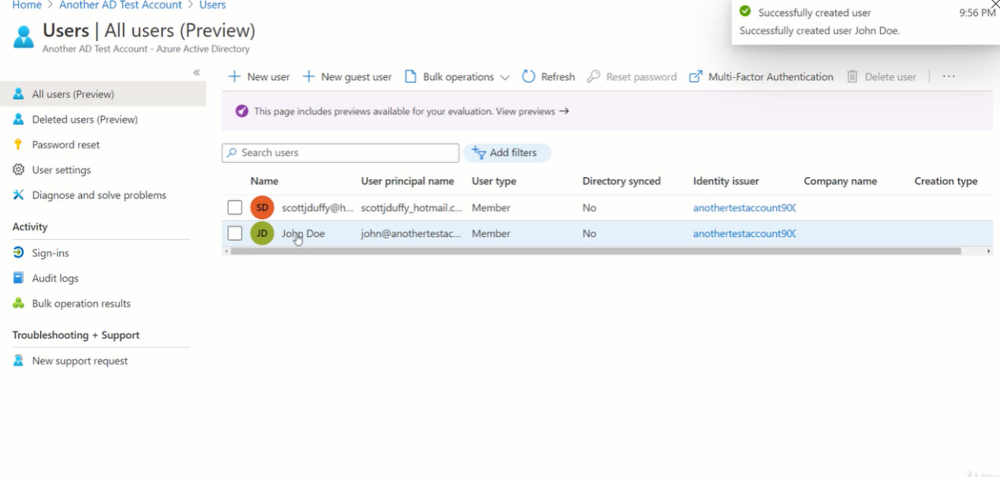 Home > Another AD Test Account > Users
Users | All users (Preview)
Another AD Test Account - Azure Active Directory
Successfully created user 9:56 PM
Successfully created user John Doe.
«
All users (Preview)
Deleted users (Preview)
Password reset
User settings
Diagnose and solve problems
Activity
Sign-ins
Audit logs
Bulk operation results
Troubleshooting + Support
New support request
+ New user + New guest user Bulk operations Refresh Reset password Multi-Factor Authentication Delete user ...
This page includes previews available for your evaluation. View previews →
Search users Add filters
Name User principal name User type Directory synced Identity issuer Company name Creation type
SD scottjduffy@h... scottjduffy_hotmail.c... Member No anothertestaccount900
JD John Doe john@anothertestac... Member No anothertestaccount900